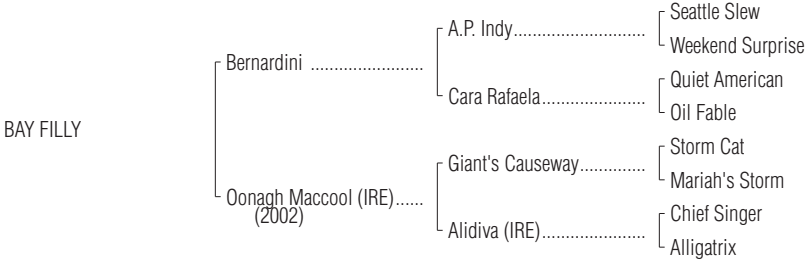 Seattle Slew
A.P. Indy............................
Weekend Surprise
Bernardini ........................
Quiet American
Cara Rafaela......................
Oil Fable
BAY FILLY
Storm Cat
Giant's Causeway..............
Mariah's Storm
Oonagh Maccool (IRE)......
(2002)
Chief Singer
Alidiva (IRE)......................
Alligatrix